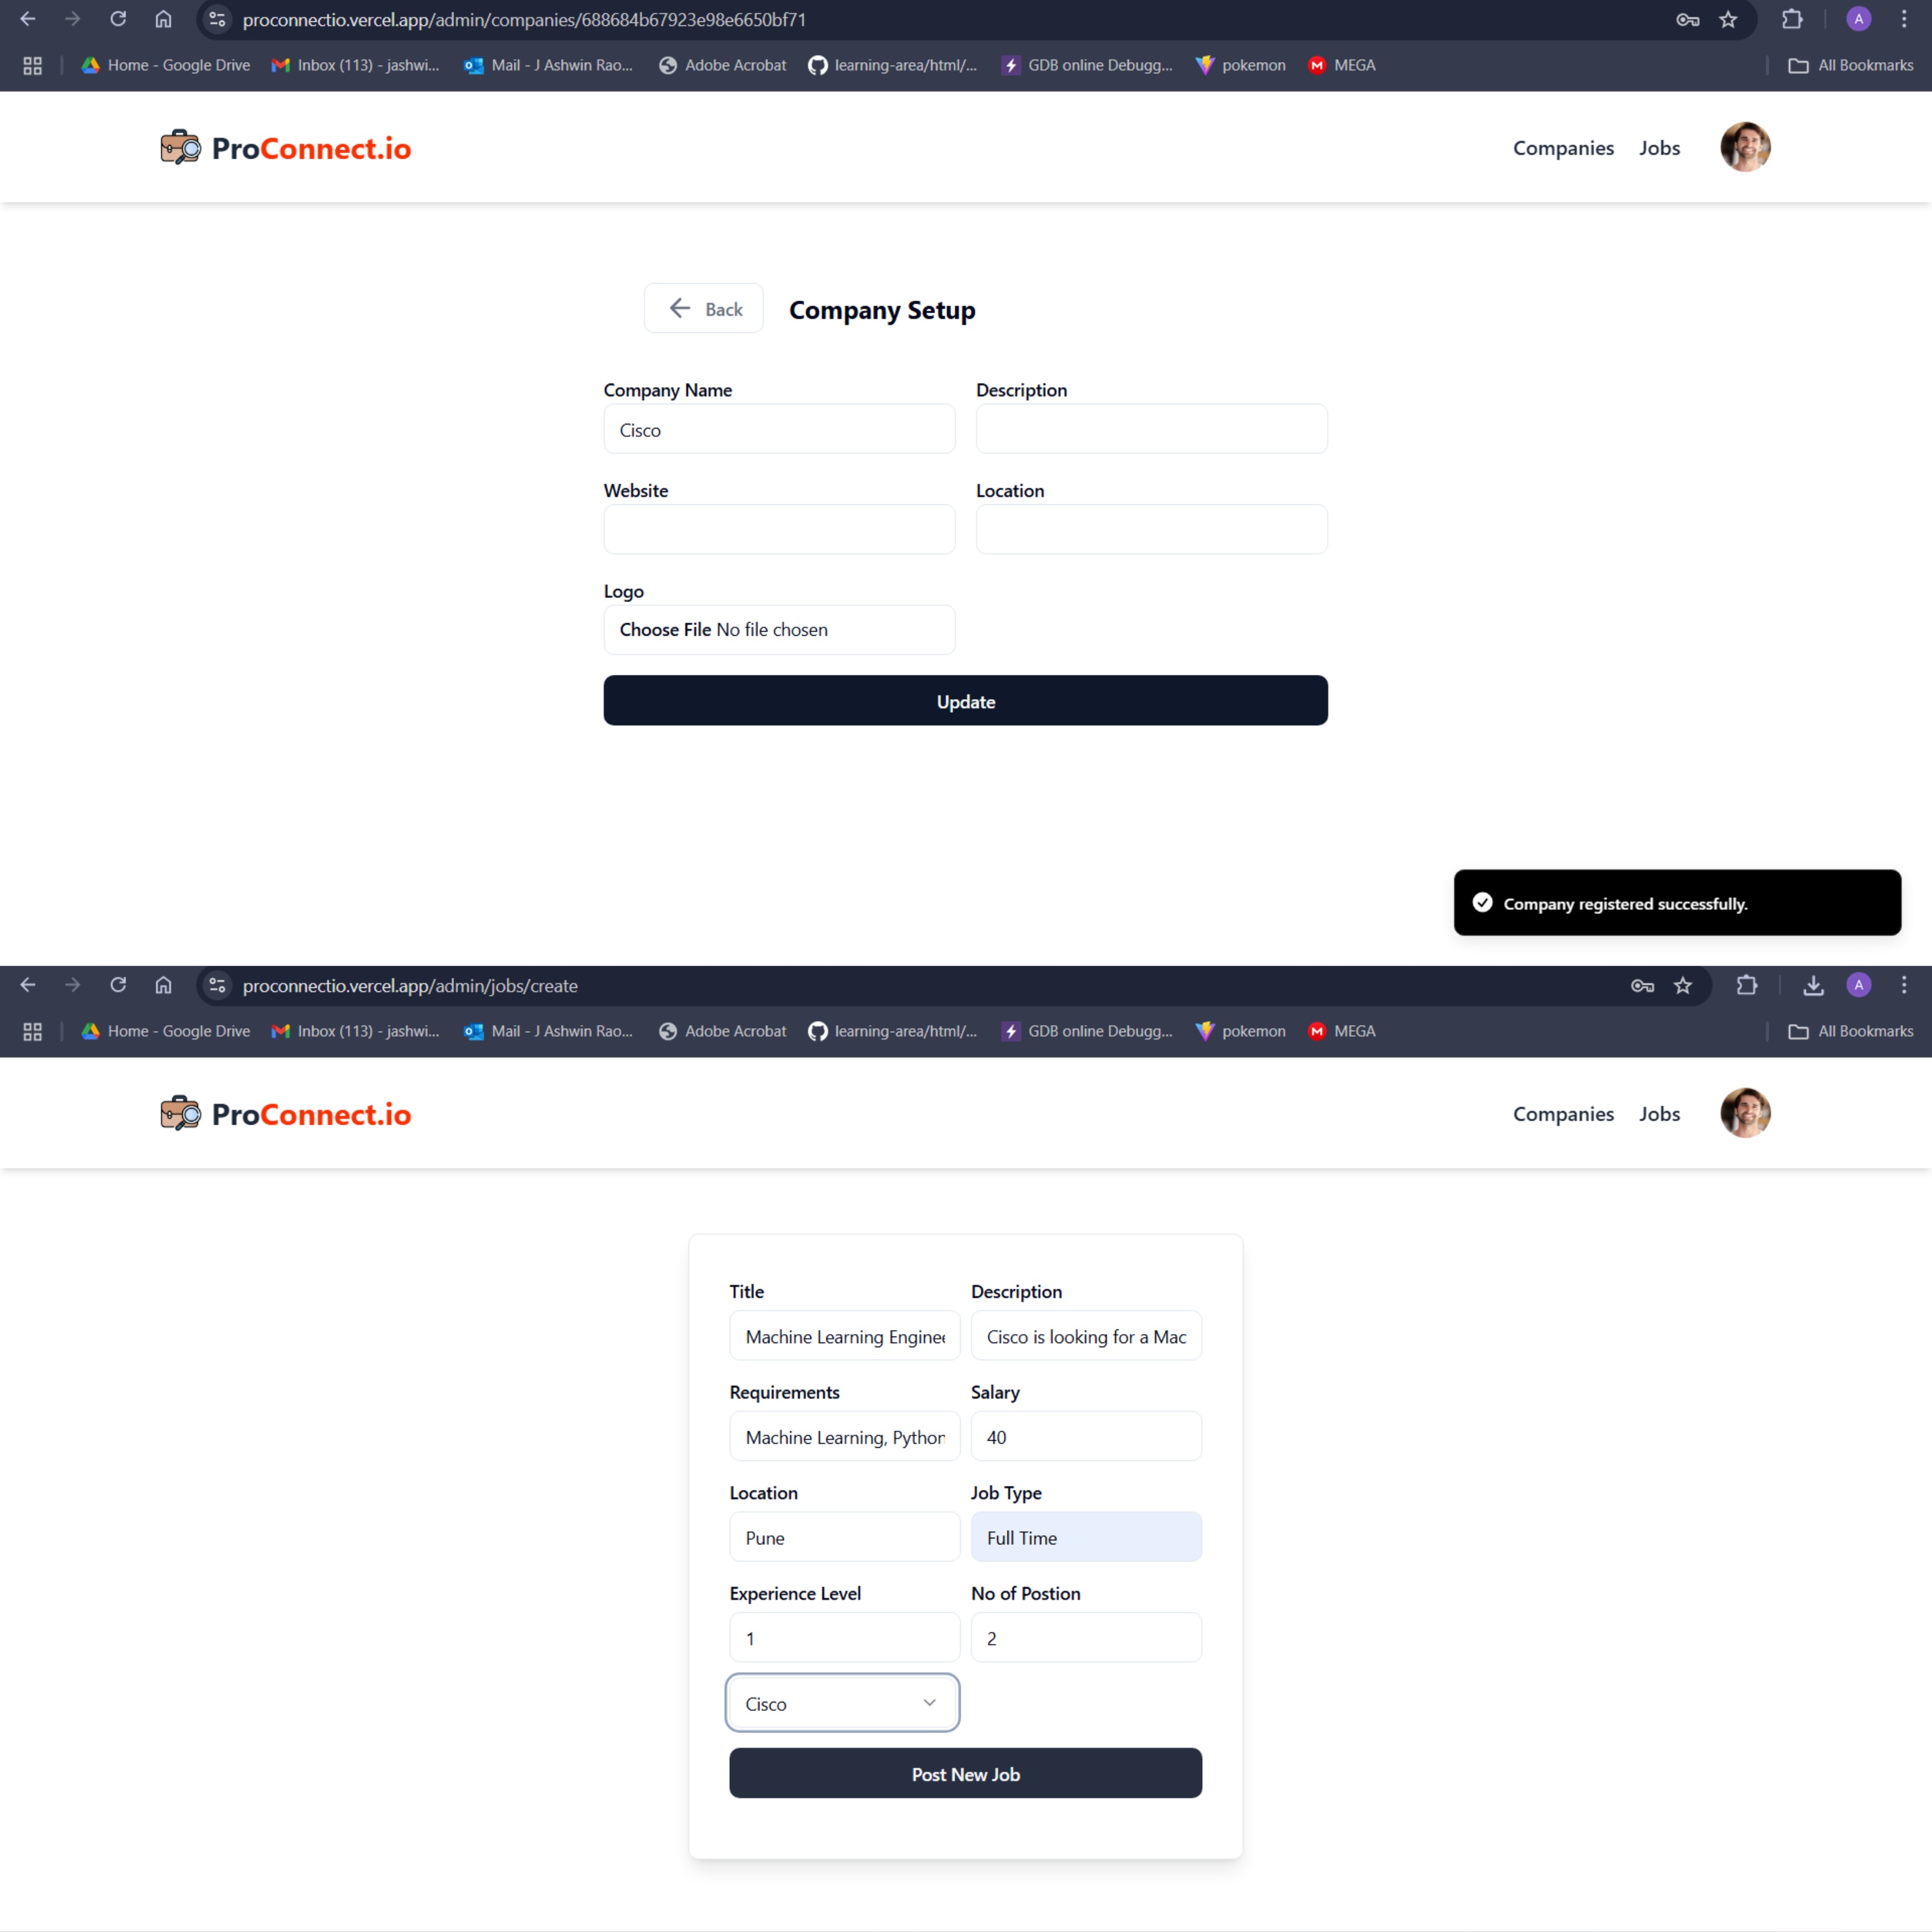 proconnectio.vercel.app/admin/companies/688684b67923e98e6650bf71
A
Home - Google Drive Inbox (113) - jashwi... Mail - J Ashwin Rao... Adobe Acrobat learning-area/html/... GDB online Debugg... pokemon M MEGA All Bookmarks
ProConnect.io Companies Jobs
Back Company Setup
Company Name Description
Cisco
Website Location
Logo
Choose File No file chosen
Update
Company registered successfully.
proconnectio.vercel.app/admin/jobs/create
A
Home - Google Drive Inbox (113) - jashwi... Mail - J Ashwin Rao... Adobe Acrobat learning-area/html/... GDB online Debugg... pokemon M MEGA All Bookmarks
ProConnect.io Companies Jobs
Title Description
Machine Learning Enginee Cisco is looking for a Mac
Requirements Salary
Machine Learning, Python 40
Location Job Type
Pune Full Time
Experience Level No of Postion
1 2
Cisco
Post New Job